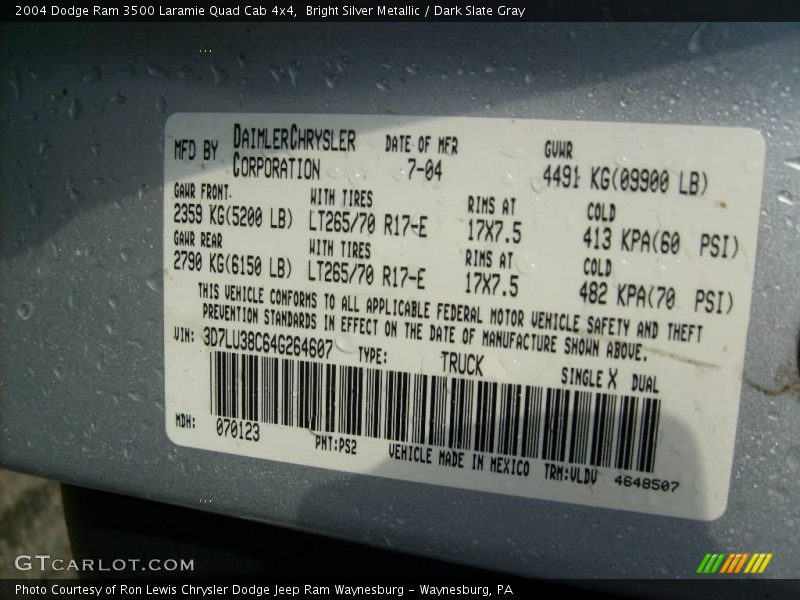 2004 Dodge Ram 3500 Laramie Quad Cab 4x4,  Bright Silver Metallic / Dark Slate Gray
MFD BY DAIMLERCHRYSLER CORPORATION DATE OF MFR 7-04 GVWR 4491 KG(09900 LB)
GAWR FRONT WITH TIRES RIMS AT COLD
2359 KG(5200 LB) LT265/70 R17-E 17X7.5 413 KPA(60 PSI)
GAWR REAR WITH TIRES RIMS AT COLD
2790 KG(6150 LB) LT265/70 R17-E 17X7.5 482 KPA(70 PSI)
THIS VEHICLE CONFORMS TO ALL APPLICABLE FEDERAL MOTOR VEHICLE SAFETY AND THEFT
PREVENTION STANDARDS IN EFFECT ON THE DATE OF MANUFACTURE SHOWN ABOVE.
VIN: 3D7LU38C64G264607 TYPE: TRUCK SINGLE X DUAL
MDH: 070123 PNT:PS2 VEHICLE MADE IN MEXICO TRM:VLDV 4648507
GTCARLOT.COM
Photo Courtesy of Ron Lewis Chrysler Dodge Jeep Ram Waynesburg – Waynesburg, PA